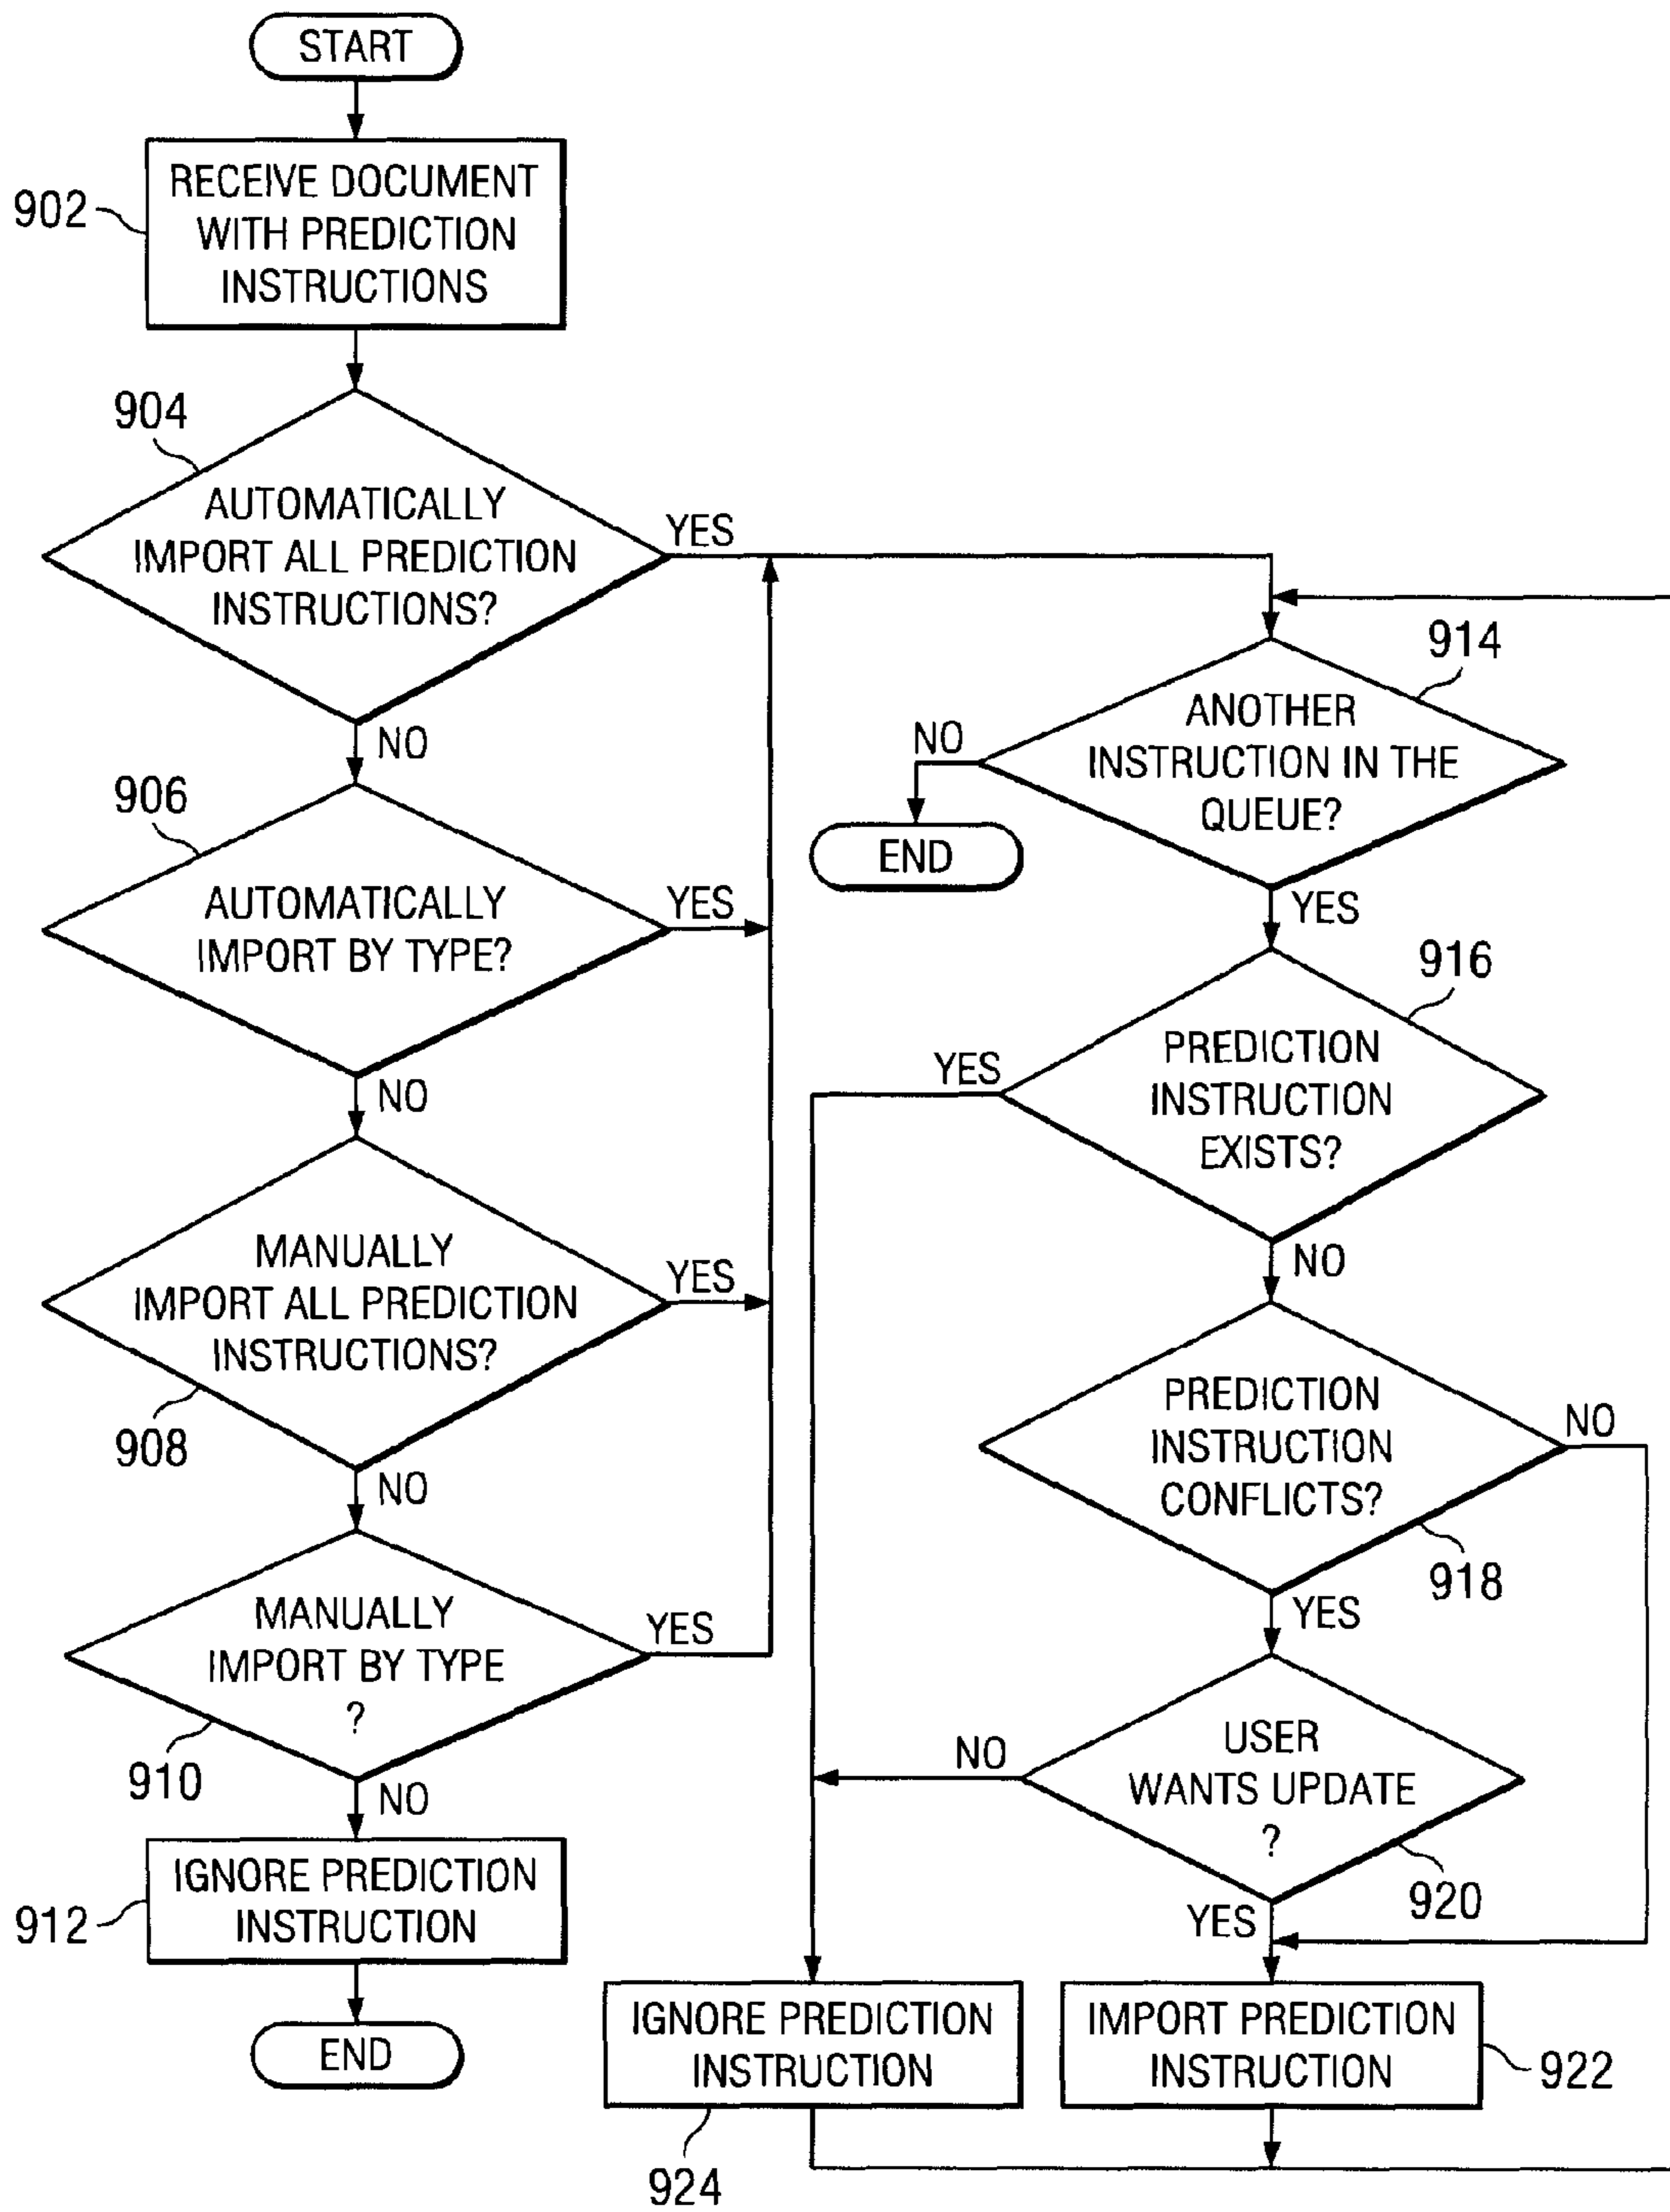 START
902
RECEIVE DOCUMENT
WITH PREDICTION
INSTRUCTIONS
904
AUTOMATICALLY
IMPORT ALL PREDICTION
INSTRUCTIONS?
YES
NO
906
AUTOMATICALLY
IMPORT BY TYPE?
YES
NO
MANUALLY
IMPORT ALL PREDICTION
INSTRUCTIONS?
YES
908
NO
MANUALLY
IMPORT BY TYPE
?
YES
910
NO
912
IGNORE PREDICTION
INSTRUCTION
END
914
ANOTHER
INSTRUCTION IN THE
QUEUE?
NO
END
YES
916
PREDICTION
INSTRUCTION
EXISTS?
YES
NO
PREDICTION
INSTRUCTION
CONFLICTS?
NO
918
YES
USER
WANTS UPDATE
?
NO
920
YES
IGNORE PREDICTION
INSTRUCTION
924
IMPORT PREDICTION
INSTRUCTION
922